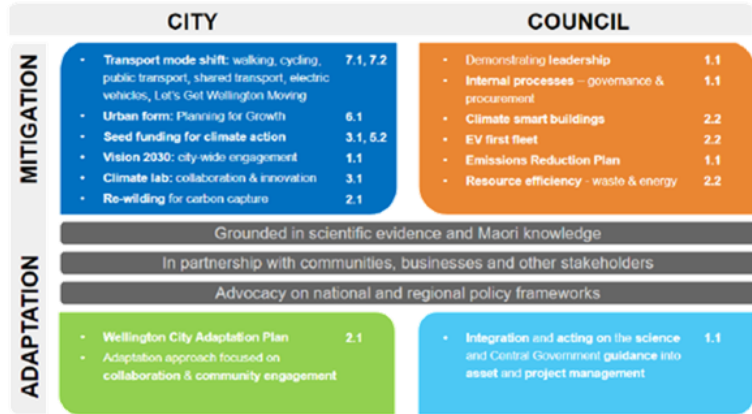 CITY
COUNCIL
MITIGATION
• Transport mode shift: walking, cycling, 7.1, 7.2
public transport, shared transport, electric
vehicles, Let's Get Wellington Moving
• Urban form: Planning for Growth 6.1
• Seed funding for climate action 3.1, 5.2
• Vision 2030: city-wide engagement 1.1
• Climate lab: collaboration & innovation 3.1
• Re-wilding for carbon capture 2.1
• Demonstrating leadership 1.1
• Internal processes – governance & 1.1
procurement
• Climate smart buildings 2.2
• EV first fleet 2.2
• Emissions Reduction Plan 1.1
• Resource efficiency - waste & energy 2.2
Grounded in scientific evidence and Maori knowledge
In partnership with communities, businesses and other stakeholders
Advocacy on national and regional policy frameworks
ADAPTATION
• Wellington City Adaptation Plan 2.1
• Adaptation approach focused on
collaboration & community engagement
• Integration and acting on the science 1.1
and Central Government guidance into
asset and project management